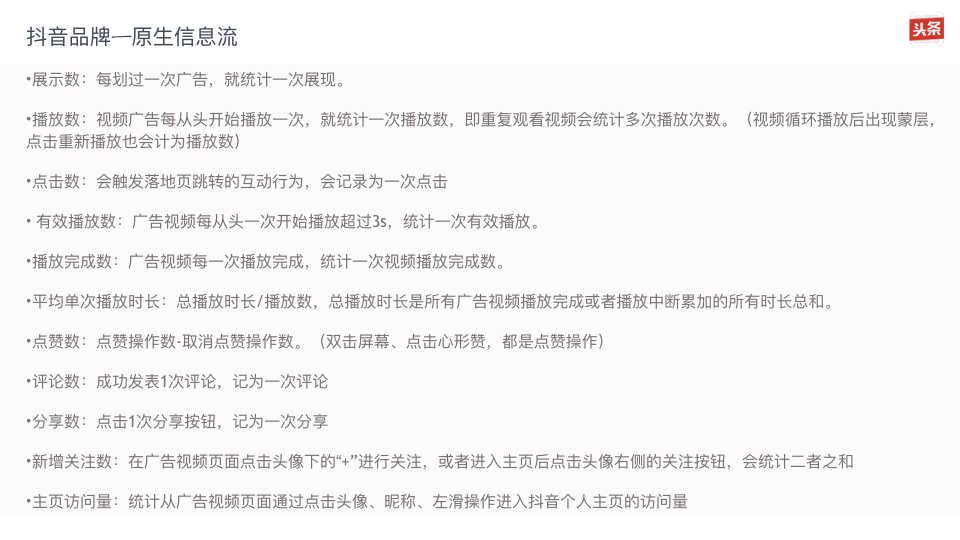 抖音品牌—原生信息流
头条
•展示数：每划过一次广告，就统计一次展现。
•播放数：视频广告每从头开始播放一次，就统计一次播放数，即重复观看视频会统计多次播放次数。（视频循环播放后出现蒙层，
点击重新播放也会计为播放数）
•点击数：会触发落地页跳转的互动行为，会记录为一次点击
• 有效播放数：广告视频每从头一次开始播放超过3s，统计一次有效播放。
•播放完成数：广告视频每一次播放完成，统计一次视频播放完成数。
•平均单次播放时长：总播放时长/播放数，总播放时长是所有广告视频播放完成或者播放中断累加的所有时长总和。
•点赞数：点赞操作数-取消点赞操作数。（双击屏幕、点击心形赞，都是点赞操作）
•评论数：成功发表1次评论，记为一次评论
•分享数：点击1次分享按钮，记为一次分享
•新增关注数：在广告视频页面点击头像下的“+”进行关注，或者进入主页后点击头像右侧的关注按钮，会统计二者之和
•主页访问量：统计从广告视频页面通过点击头像、昵称、左滑操作进入抖音个人主页的访问量